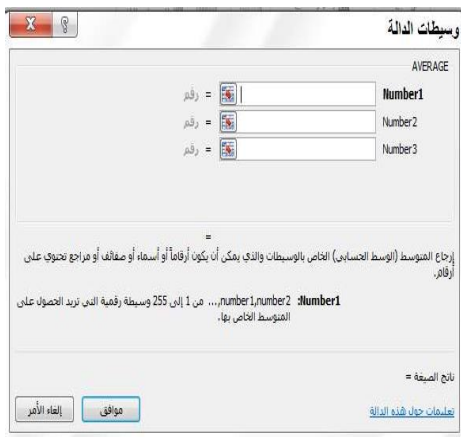 وسيطات الدالة
AVERAGE
Number1 = رقم
Number2 = رقم
Number3 = رقم
=
إرجاع المتوسط (الوسط الحسابي) الخاص بالوسيطات والذي يمكن أن يكون أرقاماً أو أسماء أو صفائف أو مراجع تحتوي على
أرقام.
Number1: number1,number2,... من 1 إلى 255 وسيطة رقمية التي تريد الحصول على
المتوسط الخاص بها.
ناتج الصيغة =
تعليمات حول هذه الدالة
موافق
إلغاء الأمر